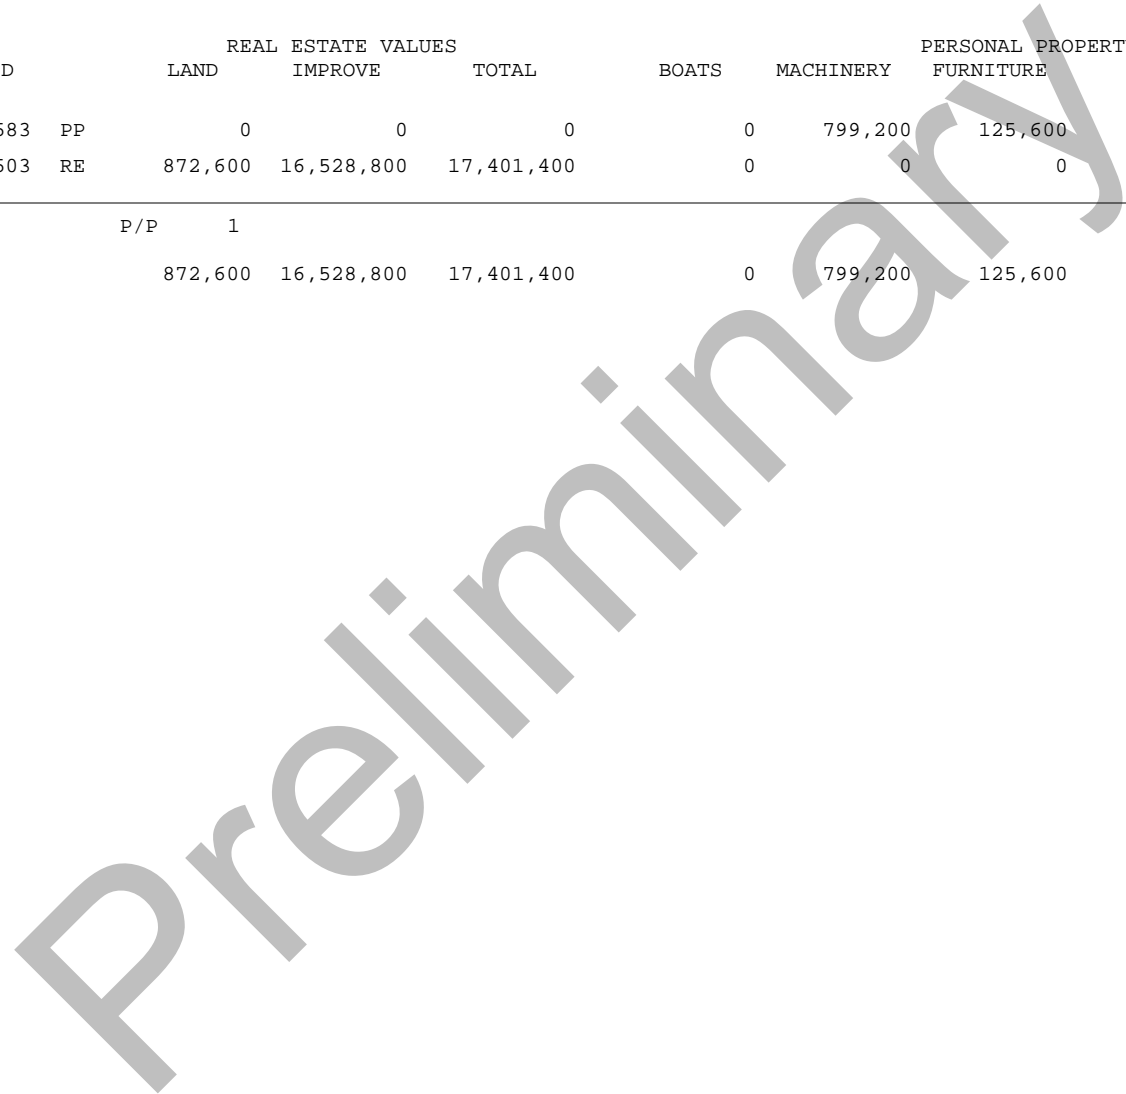 REAL ESTATE VALUES PERSONAL PROPERT
D LAND IMPROVE TOTAL BOATS MACHINERY FURNITURE
583 PP 0 0 0 0 799,200 125,600
503 RE 872,600 16,528,800 17,401,400 0 0 0
P/P 1
872,600 16,528,800 17,401,400 0 799,200 125,600
Preliminary